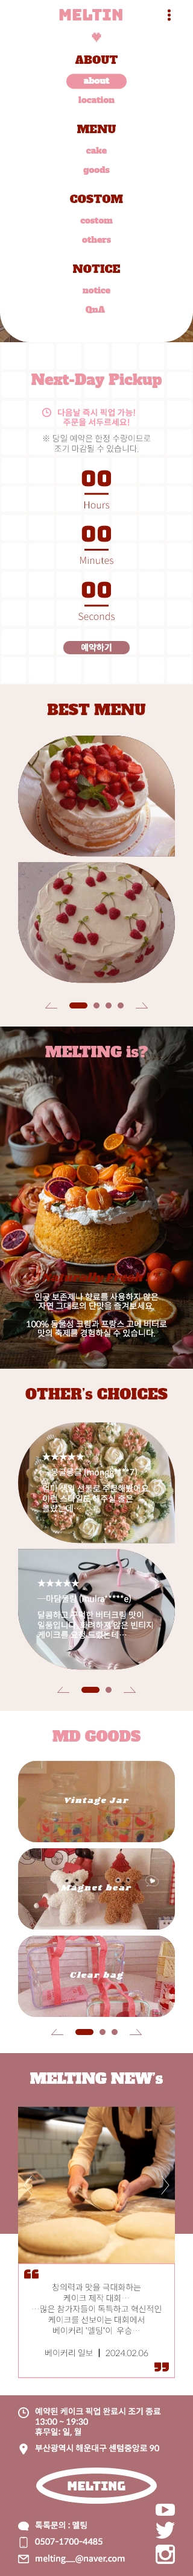 MELTIN
ABOUT
about
location
MENU
cake
goods
COSTOM
costom
others
NOTICE
notice
QnA
Next-Day Pickup
다음날 즉시 픽업 가능!
주문을 서두르세요!
※ 당일 예약은 한정 수량이므로
조기 마감될 수 있습니다.
00
Hours
00
Minutes
00
Seconds
예약하기
BEST MENU
MELTING is?
인공 보존제나 향료를 사용하지 않은
자연 그대로의 단맛을 즐겨보세요.
100% 동물성 크림과 프랑스 고메 버터로
맛의 축제를 경험하실 수 있습니다.
OTHER's CHOICES
★★★★★
★★★★★
달콤하고
버터크림 맛이
MD GOODS
Vintage Jar
Magnet bear
Clear bag
MELTING NEW's
창의력과 맛을 극대화하는
케이크 제작 대회…
…많은 참가자들이 독특하고 혁신적인
케이크를 선보이는 대회에서
베이커리 '멜팅'이 우승…
베이커리 일보 | 2024.02.06
예약된 케이크 픽업 완료시 조기 종료
13:00 ~ 19:30
휴무일: 일, 월
부산광역시 해운대구 센텀중앙로 90
MELTING
톡톡문의 : 멜팅
0507-1700-4485
melting__@naver.com